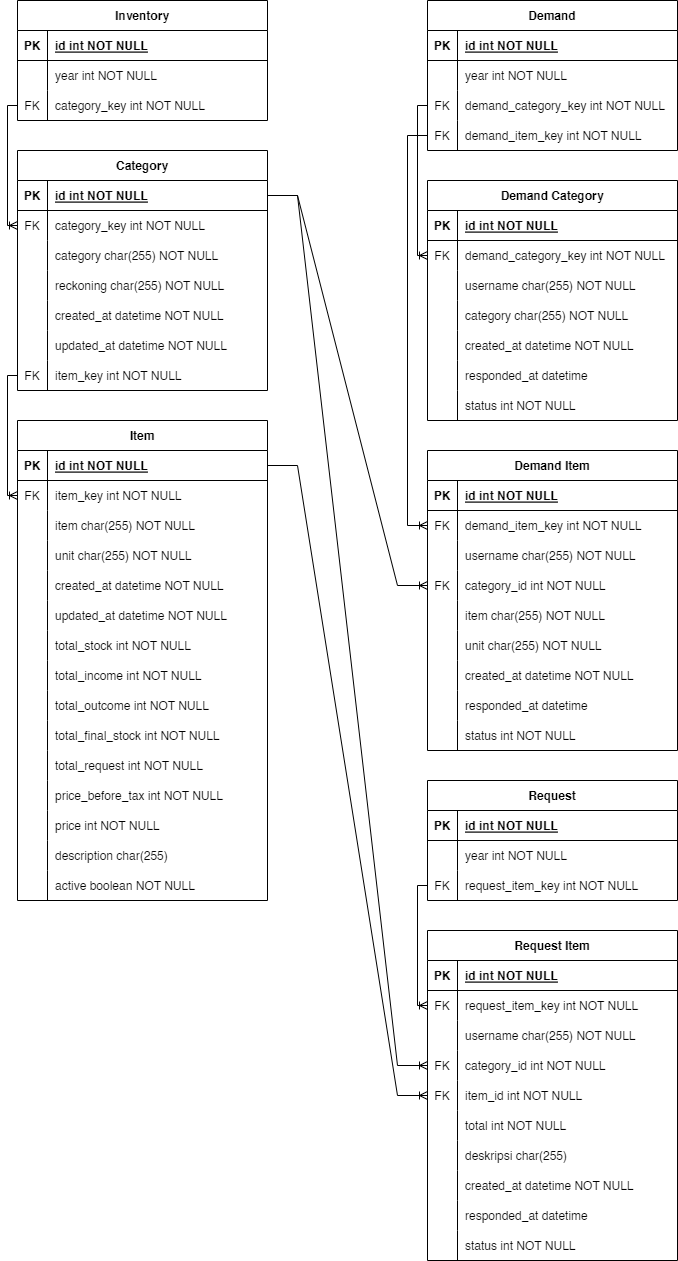 Inventory
PK id int NOT NULL
year int NOT NULL
FK category_key int NOT NULL
Category
PK id int NOT NULL
FK category_key int NOT NULL
category char(255) NOT NULL
reckoning char(255) NOT NULL
created_at datetime NOT NULL
updated_at datetime NOT NULL
FK item_key int NOT NULL
Item
PK id int NOT NULL
FK item_key int NOT NULL
item char(255) NOT NULL
unit char(255) NOT NULL
created_at datetime NOT NULL
updated_at datetime NOT NULL
total_stock int NOT NULL
total_income int NOT NULL
total_outcome int NOT NULL
total_final_stock int NOT NULL
total_request int NOT NULL
price_before_tax int NOT NULL
price int NOT NULL
description char(255)
active boolean NOT NULL
Demand
PK id int NOT NULL
year int NOT NULL
FK demand_category_key int NOT NULL
FK demand_item_key int NOT NULL
Demand Category
PK id int NOT NULL
FK demand_category_key int NOT NULL
username char(255) NOT NULL
category char(255) NOT NULL
created_at datetime NOT NULL
responded_at datetime
status int NOT NULL
Demand Item
PK id int NOT NULL
FK demand_item_key int NOT NULL
username char(255) NOT NULL
FK category_id int NOT NULL
item char(255) NOT NULL
unit char(255) NOT NULL
created_at datetime NOT NULL
responded_at datetime
status int NOT NULL
Request
PK id int NOT NULL
year int NOT NULL
FK request_item_key int NOT NULL
Request Item
PK id int NOT NULL
FK request_item_key int NOT NULL
username char(255) NOT NULL
FK category_id int NOT NULL
FK item_id int NOT NULL
total int NOT NULL
deskripsi char(255)
created_at datetime NOT NULL
responded_at datetime
status int NOT NULL